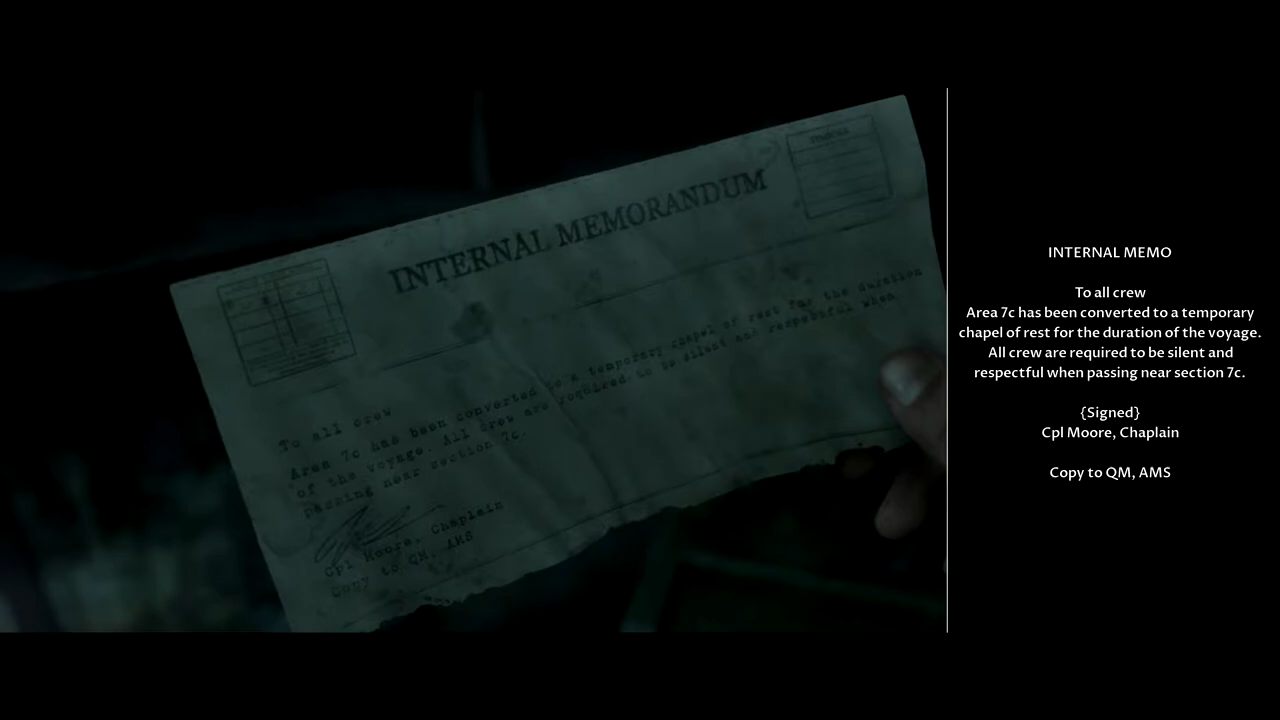 INTERNAL MEMORANDUM
To all crew
Area 7c has been converted to a temporary chapel of rest for the duration
of the voyage. All crew are required to be silent and respectful when
passing near section 7c.
Cpl Moore, Chaplain
Copy to QM, AMS
INTERNAL MEMO
To all crew
Area 7c has been converted to a temporary
chapel of rest for the duration of the voyage.
All crew are required to be silent and
respectful when passing near section 7c.
{Signed}
Cpl Moore, Chaplain
Copy to QM, AMS